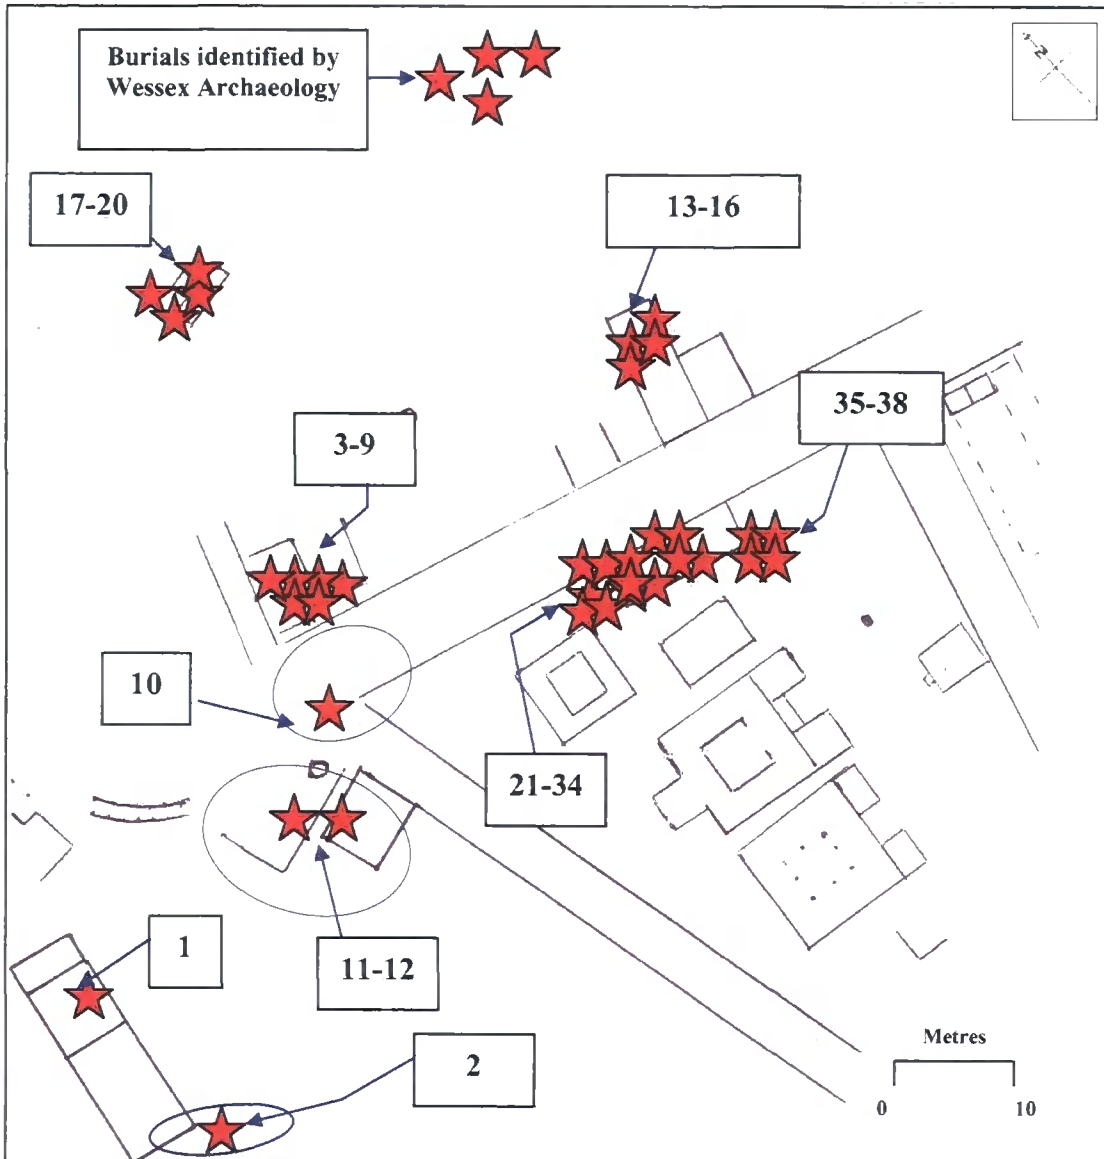 Burials identified by
Wessex Archaeology
N
17-20
13-16
35-38
3-9
10
21-34
1
11-12
2
Metres
0 10